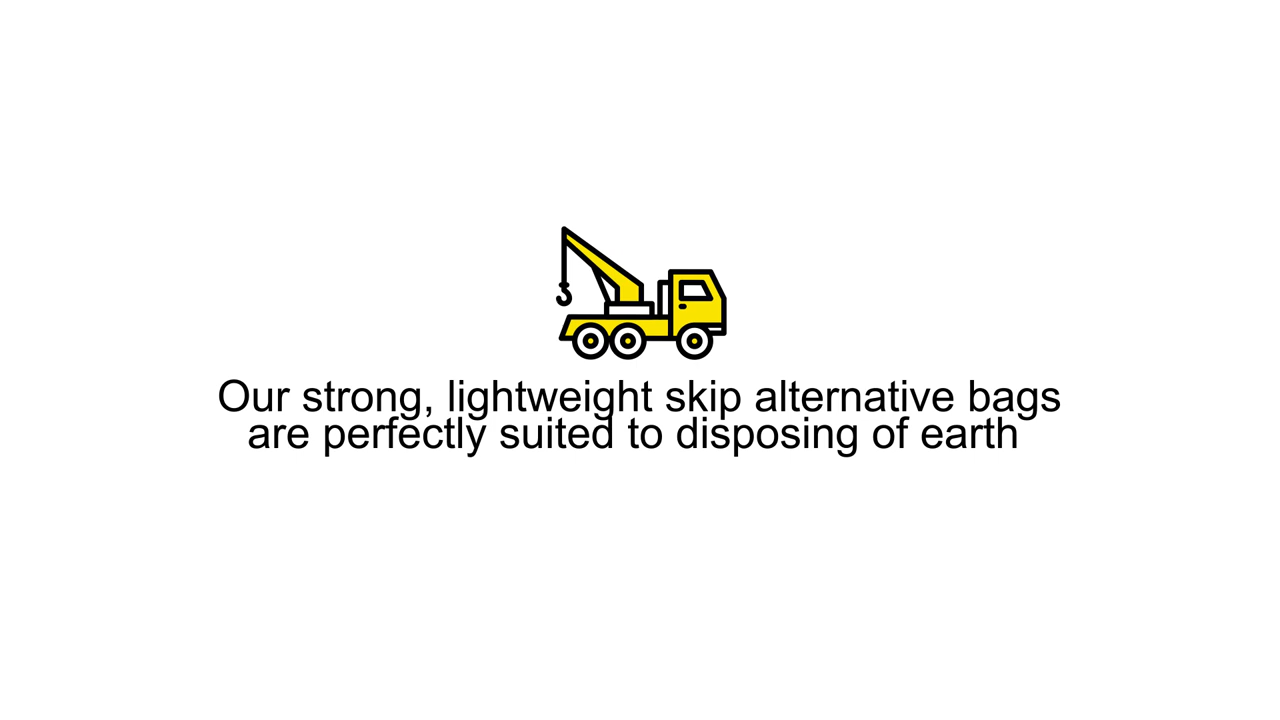 Our strong, lightweight skip alternative bags
are perfectly suited to disposing of earth